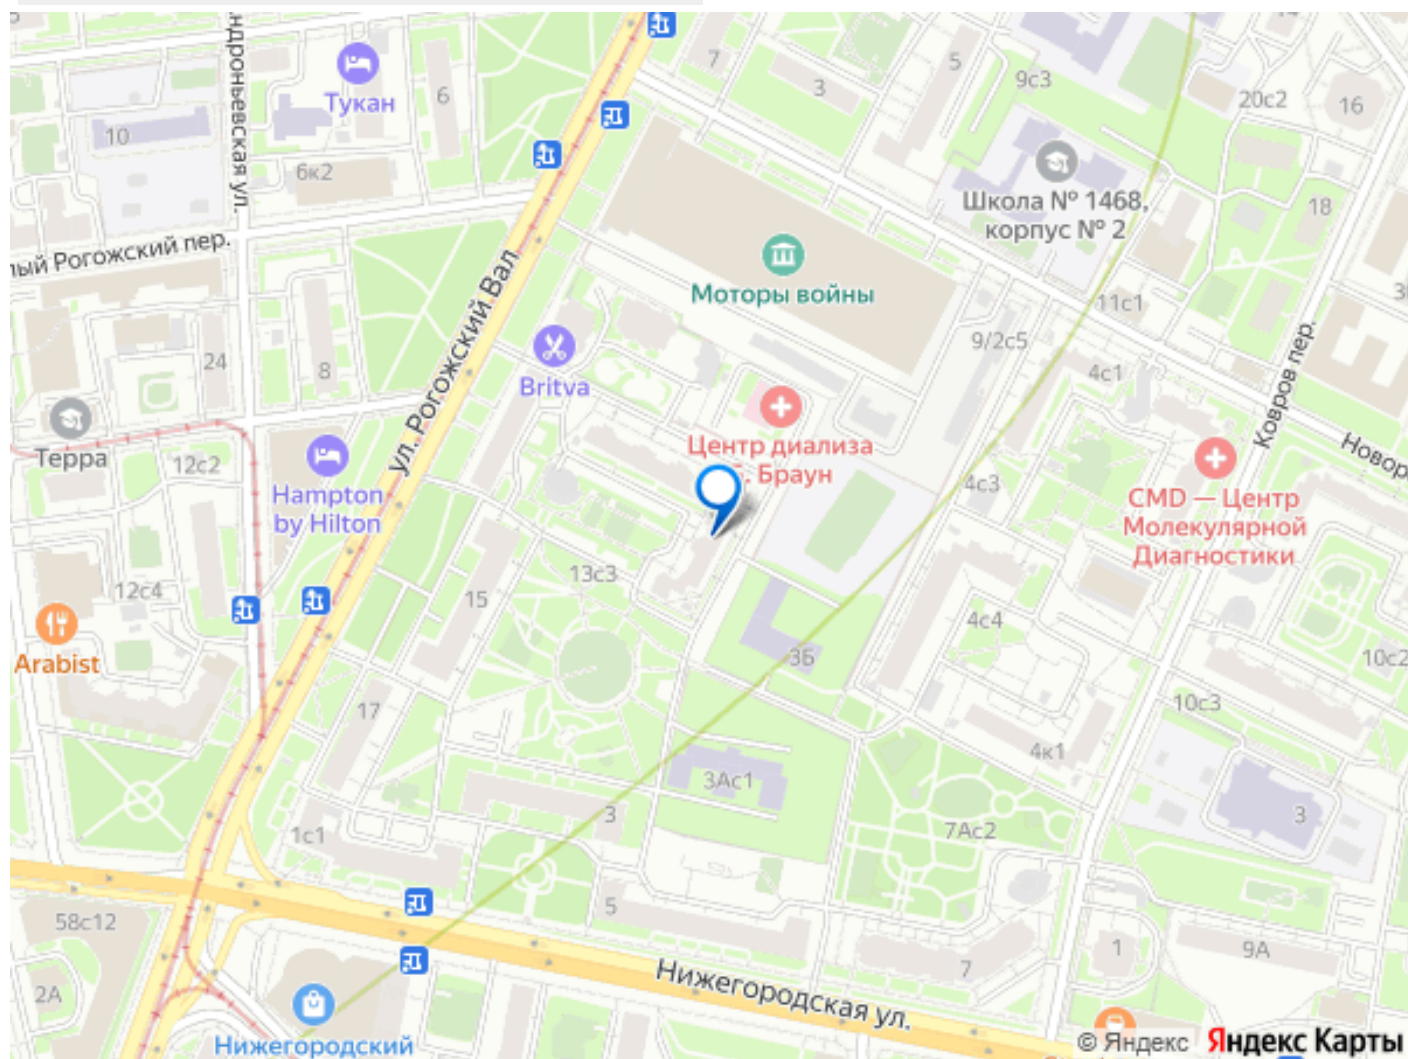 ндроньевская ул.
7
5
3
9с3
20с2
16
Тукан
6
10
6к2
Школа № 1468,
корпус № 2
18
лый Рогожский пер.
Моторы войны
11с1
9/2с5
4с1
ул. Рогожский Вал
24
8
Britva
Ковров пер.
Терра
12с2
Центр диализа
Браун
Hampton
by Hilton
4с3
CMD — Центр
Молекулярной
Диагностики
Новор
12с4
13с3
15
4с4
Arabist
3б
10с2
17
10с3
4к1
3Ас1
3
3
1с1
7Ас2
58с12
5
7
1
9А
2А
Нижегородская ул.
Нижегородский
© Яндекс Яндекс Карты